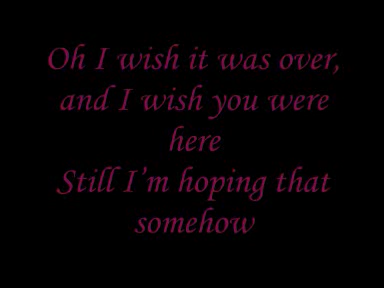 Oh I wish it was over,
and I wish you were
here
Still I'm hoping that
somehow